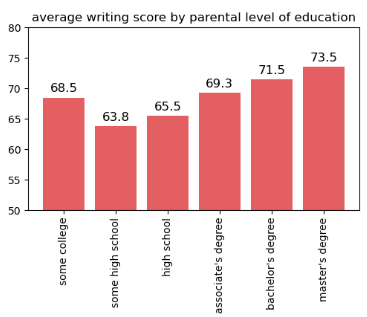 average writing score by parental level of education
80
75
70
65
60
55
50
68.5
63.8
65.5
69.3
71.5
73.5
some college
some high school
high school
associate's degree
bachelor's degree
master's degree